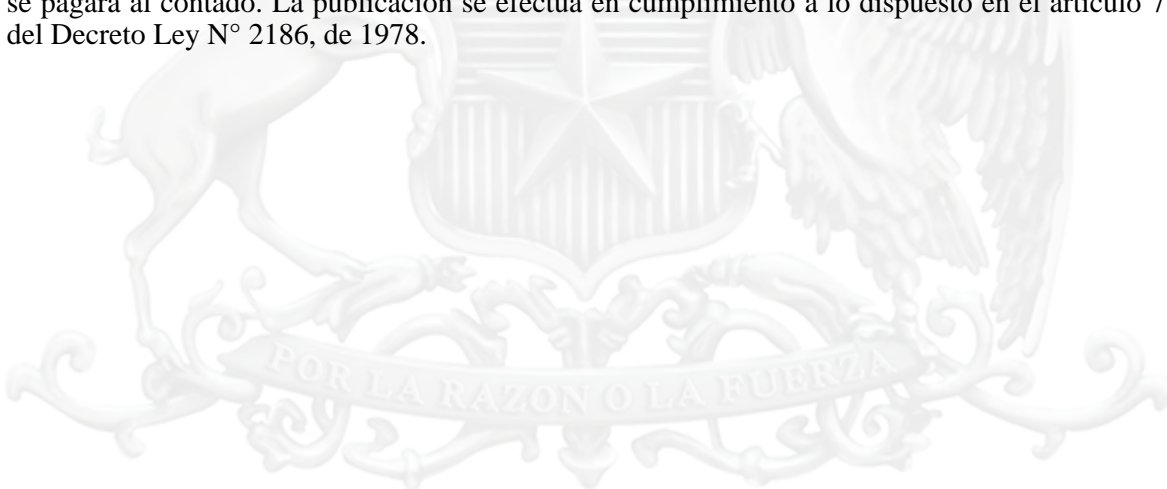 se pagará al contado. La publicación se efectúa en cumplimiento a lo dispuesto en el artículo 7°
del Decreto Ley N° 2186, de 1978.
POR LA RAZON O LA FUERZA